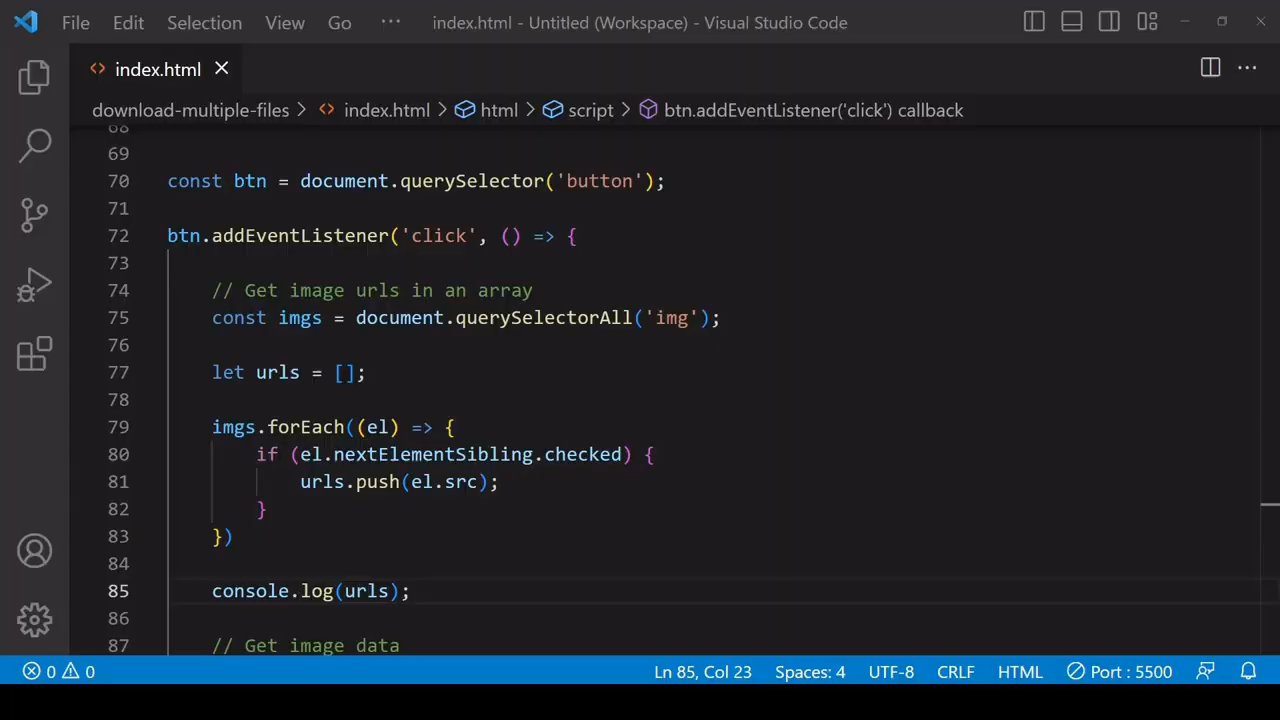 File Edit Selection View Go ··· index.html - Untitled (Workspace) - Visual Studio Code
index.html
download-multiple-files > index.html > html > script > btn.addEventListener('click') callback
68
69
70 const btn = document.querySelector('button');
71
72 btn.addEventListener('click', () => {
73
74 // Get image urls in an array
75 const imgs = document.querySelectorAll('img');
76
77 let urls = [];
78
79 imgs.forEach((el) => {
80 if (el.nextElementSibling.checked) {
81 urls.push(el.src);
82 }
83 })
84
85 console.log(urls);
86
87 // Get image data
0 0 Ln 85, Col 23 Spaces: 4 UTF-8 CRLF HTML Port : 5500